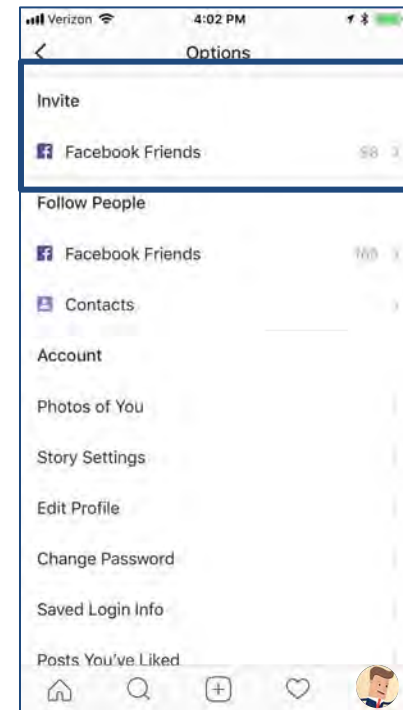 Verizon 4:02 PM
Options
Invite
Facebook Friends 98
Follow People
Facebook Friends
Contacts
Account
Photos of You
Story Settings
Edit Profile
Change Password
Saved Login Info
Posts You've Liked